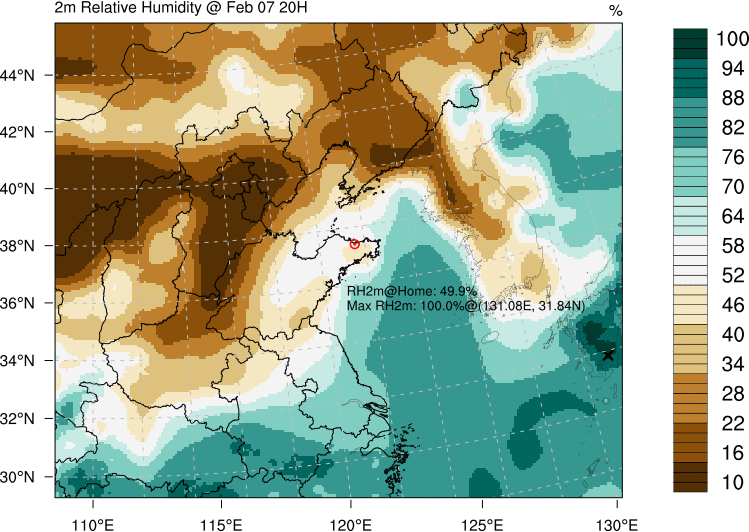 2m Relative Humidity @ Feb 07 20H
%
100
94
88
82
76
70
64
58
52
46
40
34
28
22
16
10
44°N
42°N
40°N
38°N
36°N
34°N
32°N
30°N
RH2m@Home: 49.9%
Max RH2m: 100.0%@(131.08E, 31.84N)
110°E
115°E
120°E
125°E
130°E